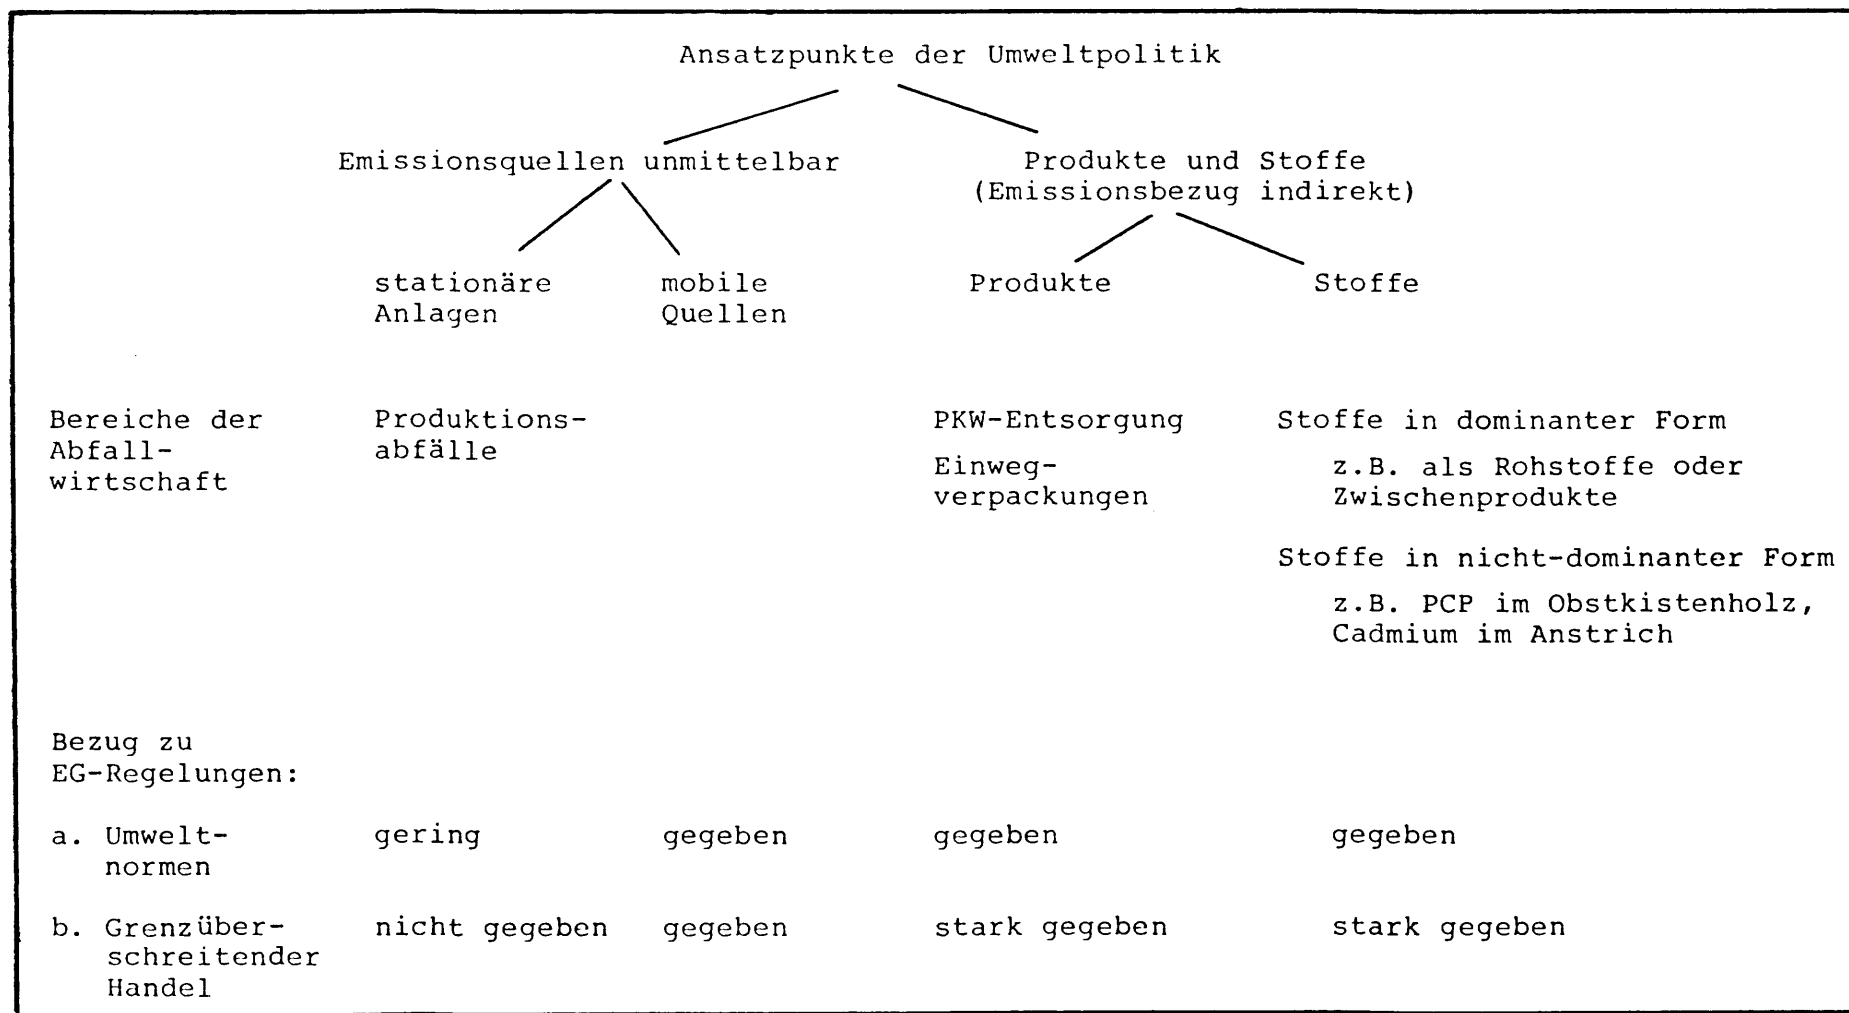 Ansatzpunkte der Umweltpolitik
Emissionsquellen unmittelbar
Produkte und Stoffe
(Emissionsbezug indirekt)
stationäre
Anlagen
mobile
Quellen
Produkte
Stoffe
Bereiche der
Abfall-
wirtschaft
Produktions-
abfälle
PKW-Entsorgung
Einweg-
verpackungen
Stoffe in dominanter Form
z.B. als Rohstoffe oder
Zwischenprodukte
Stoffe in nicht-dominanter Form
z.B. PCP im Obstkistenholz,
Cadmium im Anstrich
Bezug zu
EG-Regelungen:
a. Umwelt-
normen
gering
gegeben
gegeben
gegeben
b. Grenzüber-
schreitender
Handel
nicht gegeben
gegeben
stark gegeben
stark gegeben